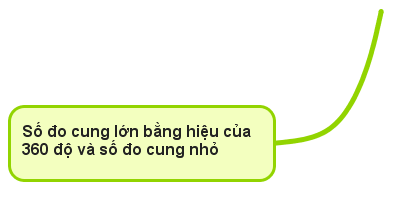 Số đo cung lớn bằng hiệu của
360 độ và số đo cung nhỏ